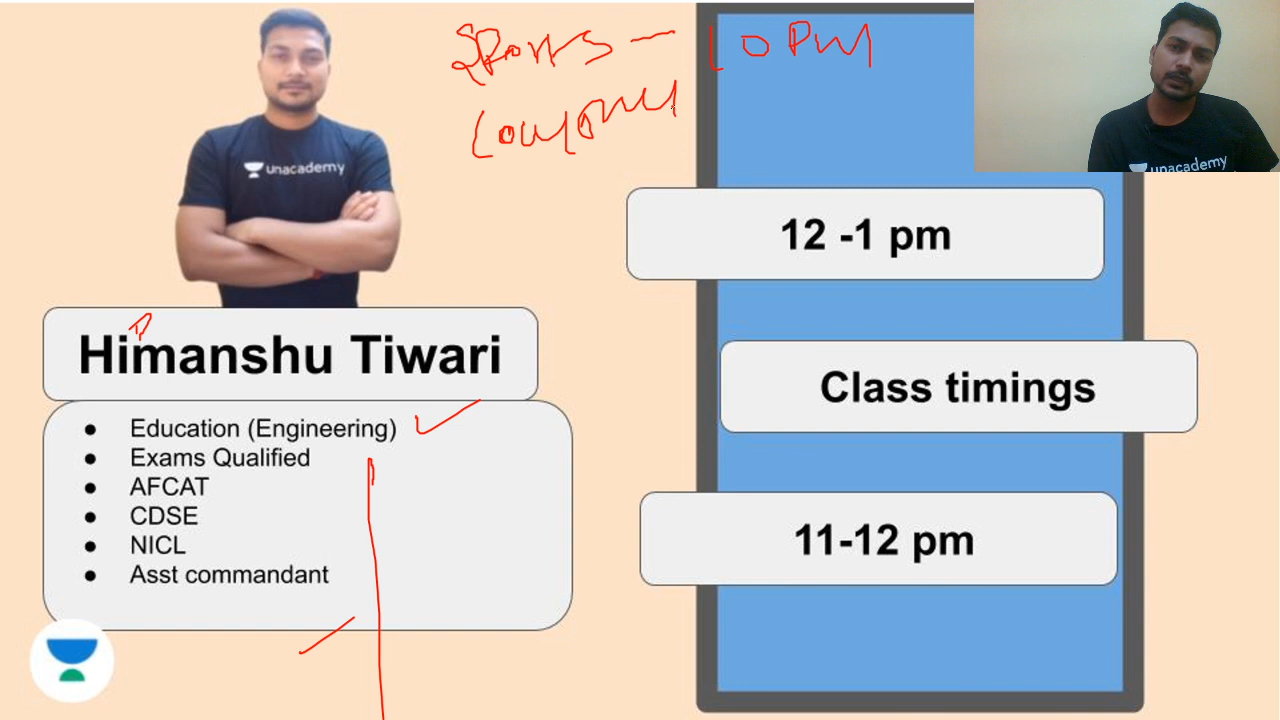 Sports - 10 PM
unacademy
unacademy
12 -1 pm
Himanshu Tiwari
Class timings
Education (Engineering)
Exams Qualified
AFCAT
CDSE
NICL
Asst commandant
11-12 pm